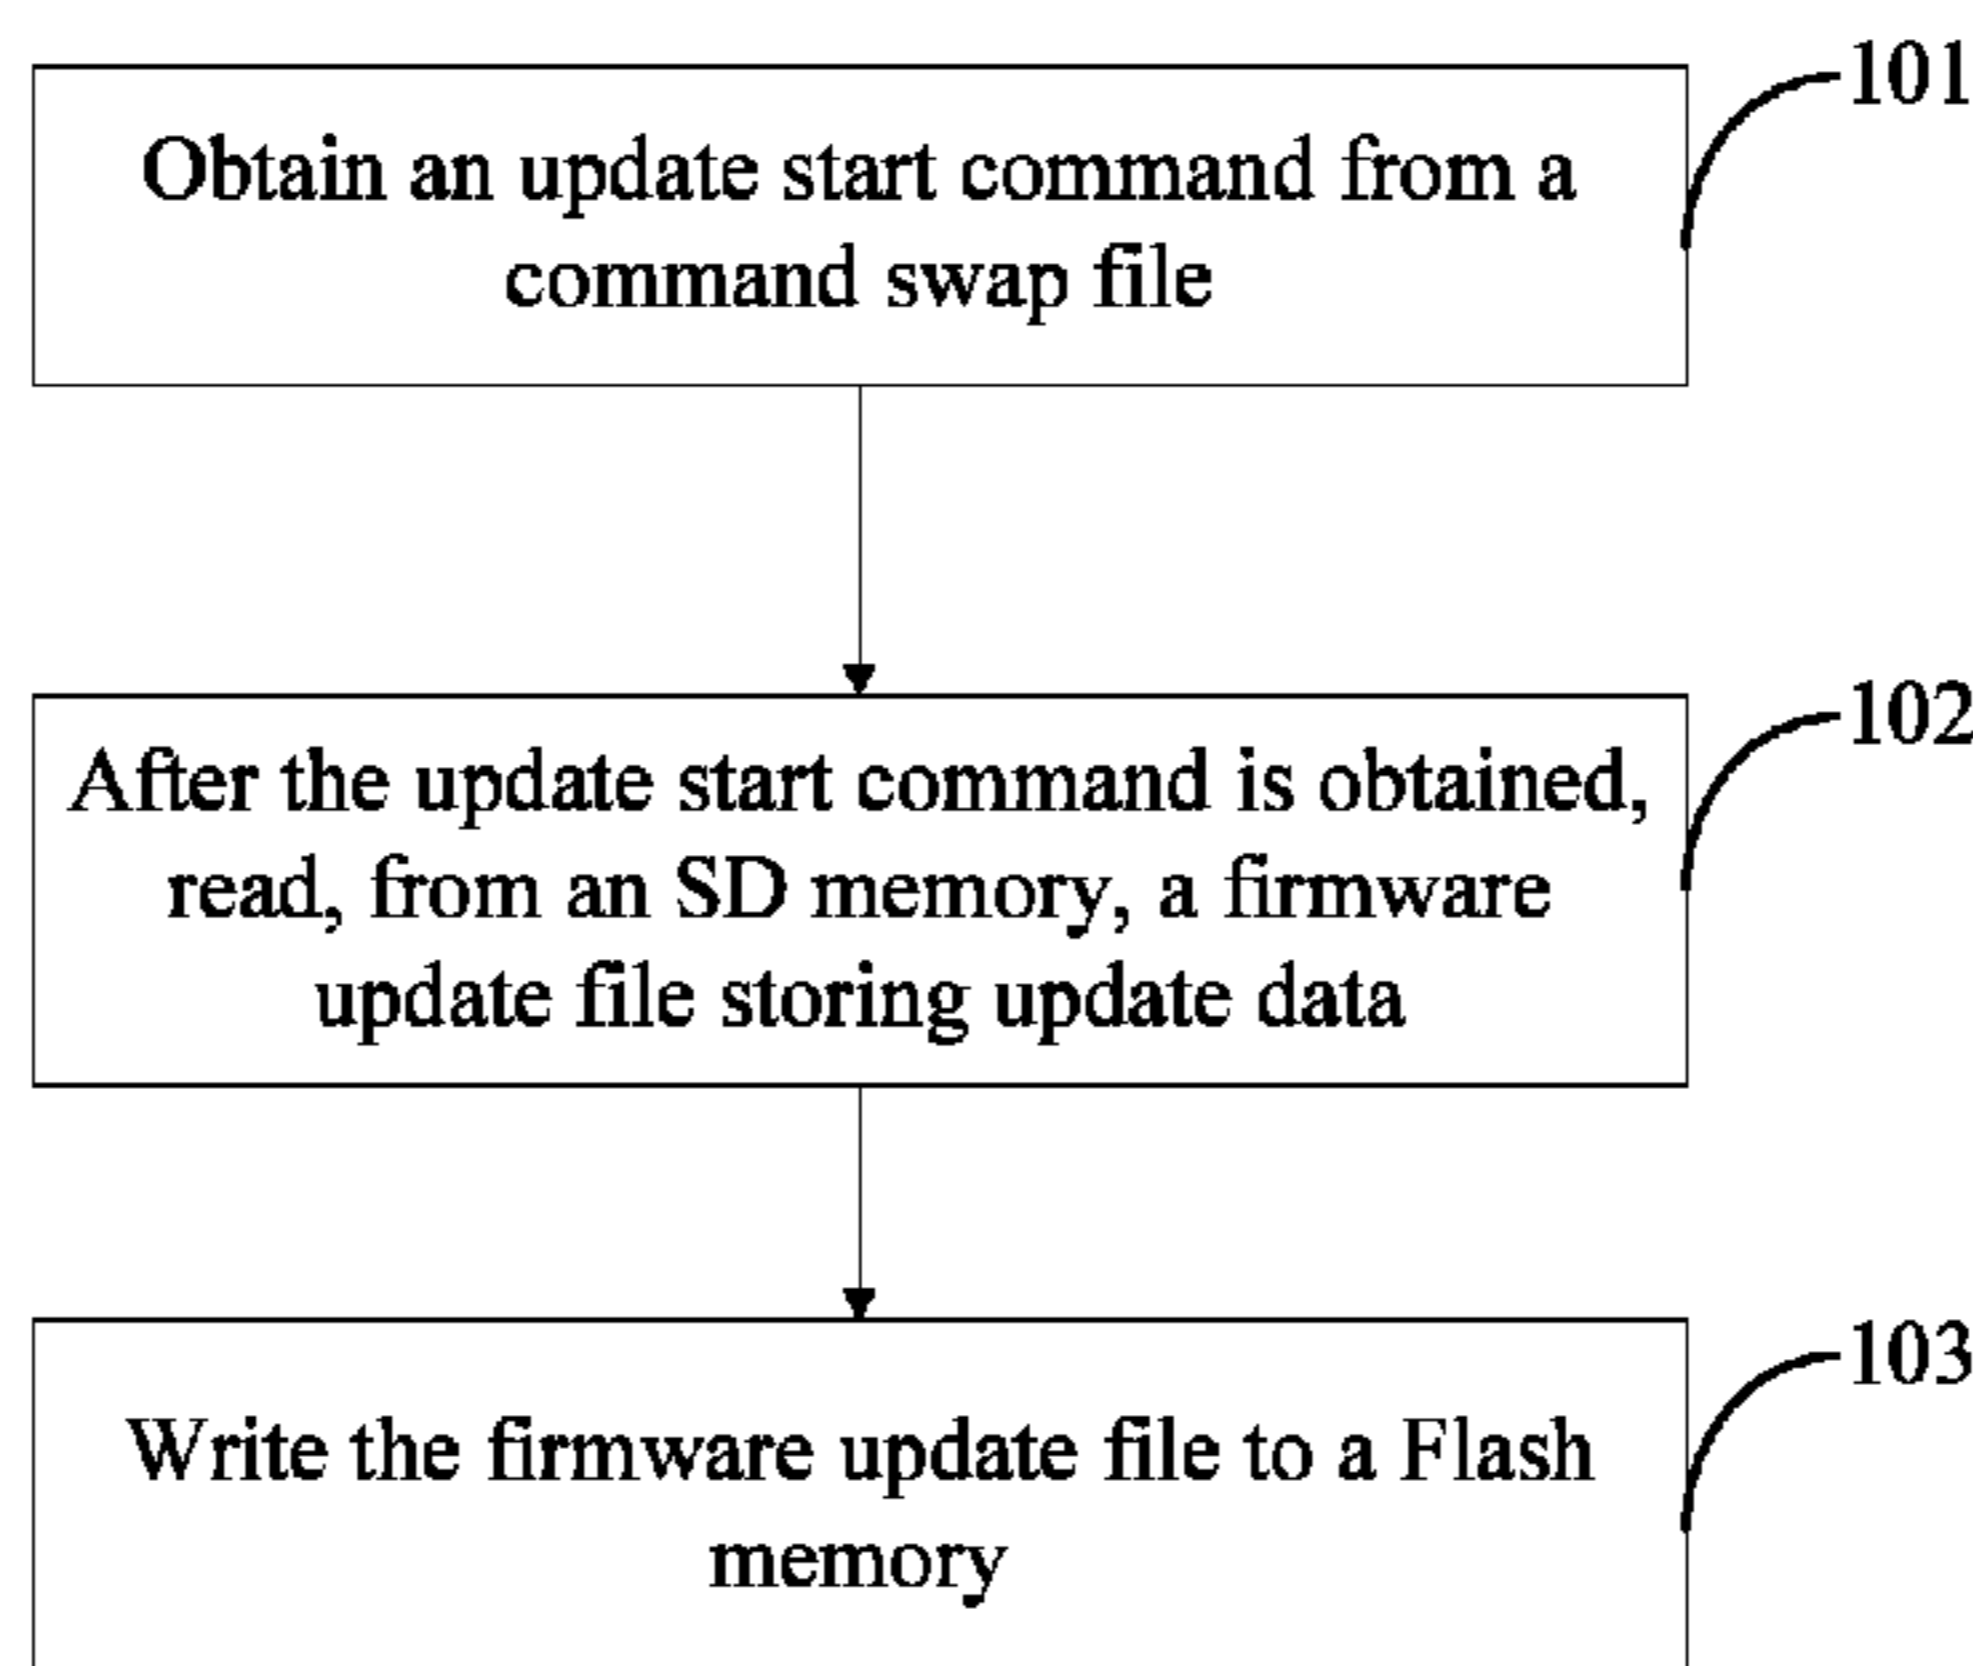 101
Obtain an update start command from a
command swap file
102
After the update start command is obtained,
read, from an SD memory, a firmware
update file storing update data
103
Write the firmware update file to a Flash
memory